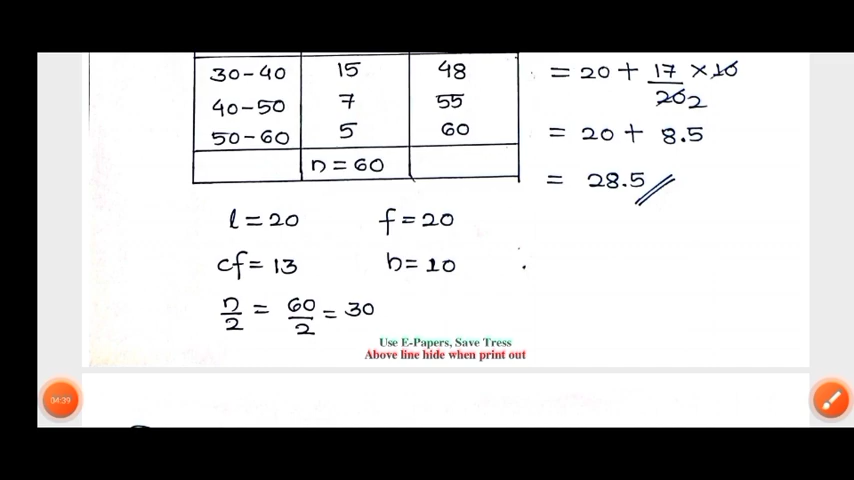 30-40 15 48
40-50 7 55
50-60 5 60
n=60
= 20 + 17/20 2 × 10
= 20 + 8.5
= 28.5
l = 20 f = 20
cf = 13 h = 10
n/2 = 60/2 = 30
Use E-Papers, Save Tress
Above line hide when print out
04:39